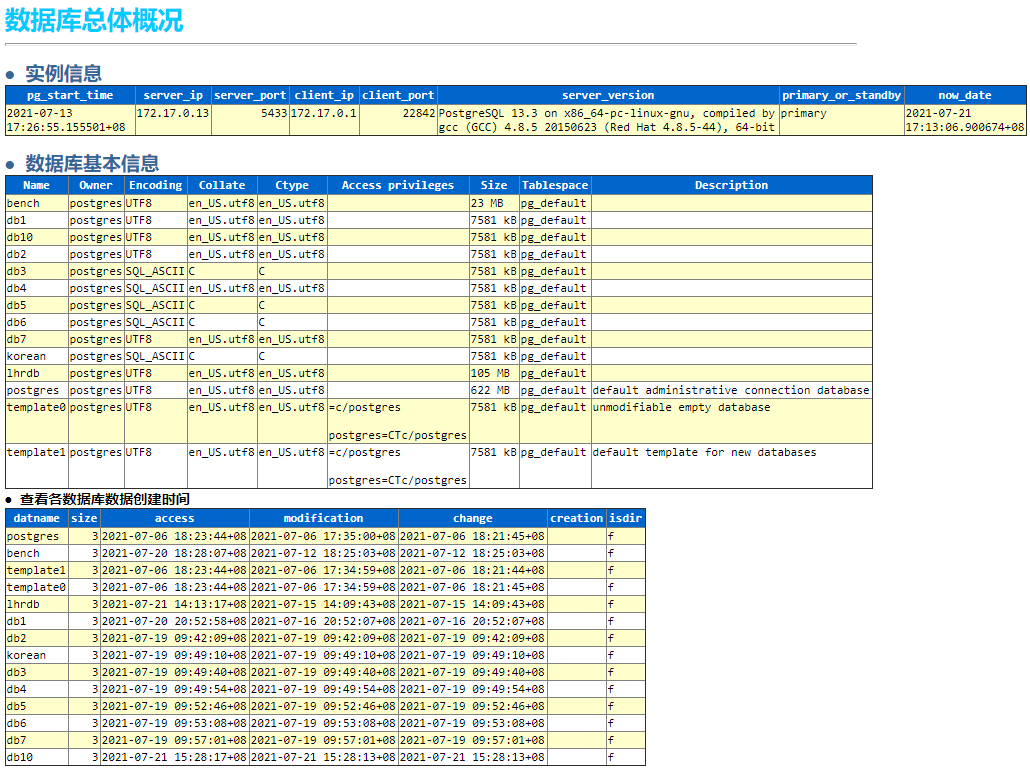 数据库总体概况
● 实例信息
pg_start_time server_ip server_port client_ip client_port server_version primary_or_standby now_date
2021-07-13 172.17.0.13 5433 172.17.0.1 22842 PostgreSQL 13.3 on x86_64-pc-linux-gnu, compiled by primary 2021-07-21
17:26:55.155501+08 gcc (GCC) 4.8.5 20150623 (Red Hat 4.8.5-44), 64-bit 17:13:06.900674+08
● 数据库基本信息
Name Owner Encoding Collate Ctype Access privileges Size Tablespace Description
bench postgres UTF8 en_US.utf8 en_US.utf8 23 MB pg_default
db1 postgres UTF8 en_US.utf8 en_US.utf8 7581 kB pg_default
db10 postgres UTF8 en_US.utf8 en_US.utf8 7581 kB pg_default
db2 postgres UTF8 en_US.utf8 en_US.utf8 7581 kB pg_default
db3 postgres SQL_ASCII C C 7581 kB pg_default
db4 postgres SQL_ASCII en_US.utf8 en_US.utf8 7581 kB pg_default
db5 postgres SQL_ASCII C C 7581 kB pg_default
db6 postgres SQL_ASCII C C 7581 kB pg_default
db7 postgres UTF8 en_US.utf8 en_US.utf8 7581 kB pg_default
korean postgres SQL_ASCII C C 7581 kB pg_default
lhrdb postgres UTF8 en_US.utf8 en_US.utf8 105 MB pg_default
postgres postgres UTF8 en_US.utf8 en_US.utf8 622 MB pg_default default administrative connection database
template0 postgres UTF8 en_US.utf8 en_US.utf8 =c/postgres 7581 kB pg_default unmodifiable empty database
postgres=CTc/postgres
template1 postgres UTF8 en_US.utf8 en_US.utf8 =c/postgres 7581 kB pg_default default template for new databases
postgres=CTc/postgres
● 查看各数据库数据创建时间
datname size access modification change creation isdir
postgres 3 2021-07-06 18:23:44+08 2021-07-06 17:35:00+08 2021-07-06 18:21:45+08 f
bench 3 2021-07-20 18:28:07+08 2021-07-12 18:25:03+08 2021-07-12 18:25:03+08 f
template1 3 2021-07-06 18:23:44+08 2021-07-06 17:34:59+08 2021-07-06 18:21:44+08 f
template0 3 2021-07-06 18:23:44+08 2021-07-06 17:34:59+08 2021-07-06 18:21:45+08 f
lhrdb 3 2021-07-21 14:13:17+08 2021-07-15 14:09:43+08 2021-07-15 14:09:43+08 f
db1 3 2021-07-20 20:52:58+08 2021-07-16 20:52:07+08 2021-07-16 20:52:07+08 f
db2 3 2021-07-19 09:42:09+08 2021-07-19 09:42:09+08 2021-07-19 09:42:09+08 f
korean 3 2021-07-19 09:49:10+08 2021-07-19 09:49:10+08 2021-07-19 09:49:10+08 f
db3 3 2021-07-19 09:49:40+08 2021-07-19 09:49:40+08 2021-07-19 09:49:40+08 f
db4 3 2021-07-19 09:49:54+08 2021-07-19 09:49:54+08 2021-07-19 09:49:54+08 f
db5 3 2021-07-19 09:52:46+08 2021-07-19 09:52:46+08 2021-07-19 09:52:46+08 f
db6 3 2021-07-19 09:53:08+08 2021-07-19 09:53:08+08 2021-07-19 09:53:08+08 f
db7 3 2021-07-19 09:57:01+08 2021-07-19 09:57:01+08 2021-07-19 09:57:01+08 f
db10 3 2021-07-21 15:28:17+08 2021-07-21 15:28:13+08 2021-07-21 15:28:13+08 f